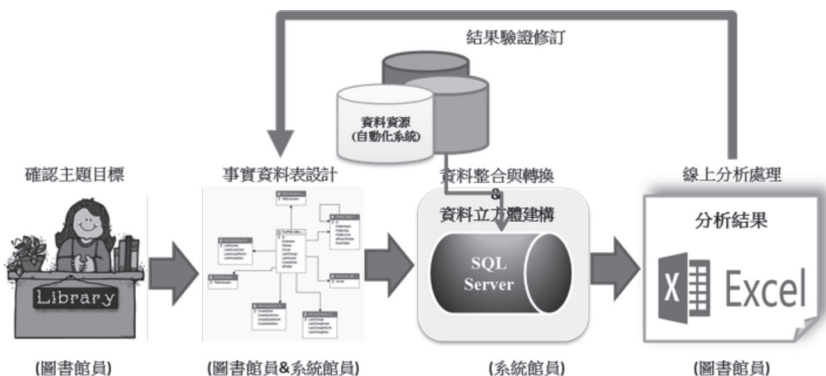 結果驗證修訂
資料資源
(自動化系統)
確認主題目標
事實資料表設計
資料整合與轉換
&
資料立方體建構
線上分析處理
Library
SQL
Server
分析結果
X Excel
(圖書館員)
(圖書館員&系統館員)
(系統館員)
(圖書館員)